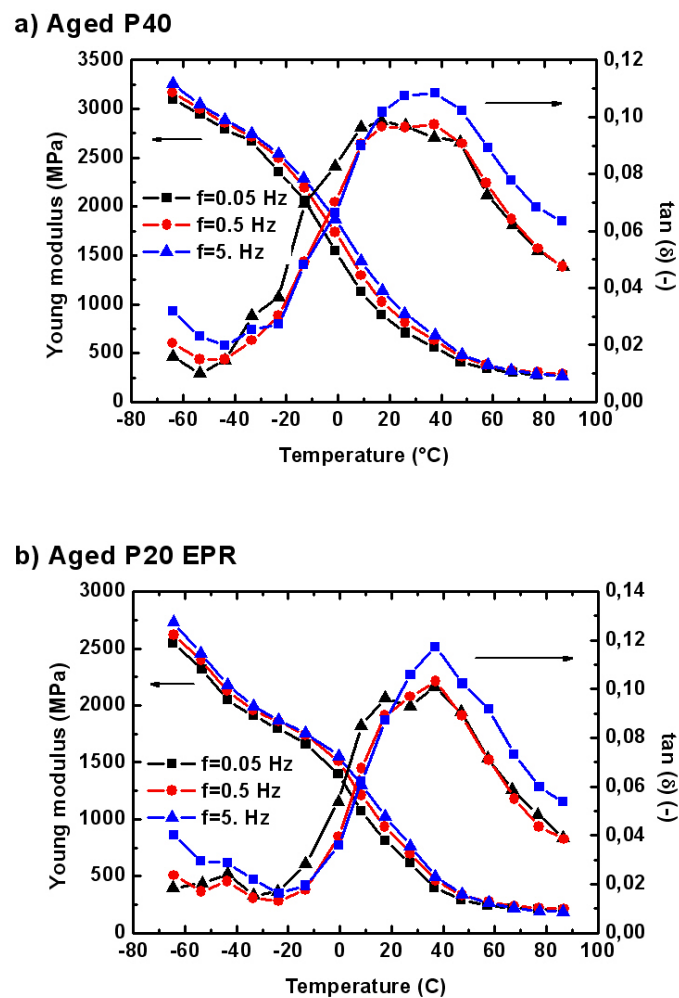 a) Aged P40
3500
3000
2500
2000
1500
1000
500
0
Young modulus (MPa)
f=0.05 Hz
f=0.5 Hz
f=5. Hz
0,12
0,10
0,08
0,06
0,04
0,02
0,00
tan (δ) (-)
-80 -60 -40 -20 0 20 40 60 80 100
Temperature (°C)
b) Aged P20 EPR
3000
2500
2000
1500
1000
500
0
Young modulus (MPa)
f=0.05 Hz
f=0.5 Hz
f=5. Hz
0,14
0,12
0,10
0,08
0,06
0,04
0,02
0,00
tan (δ) (-)
-80 -60 -40 -20 0 20 40 60 80 100
Temperature (C)